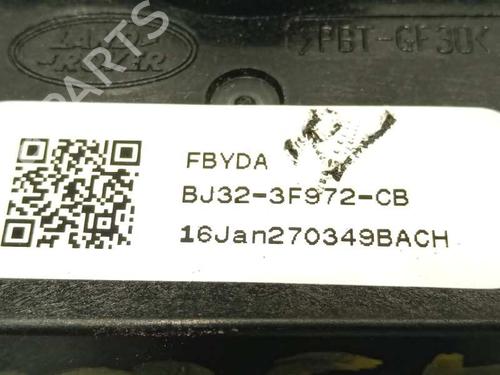 LAND-
ROVER
>PBT-GF30<
PARTS
FBYDA
BJ32-3F972-CB
16Jan270349BACH